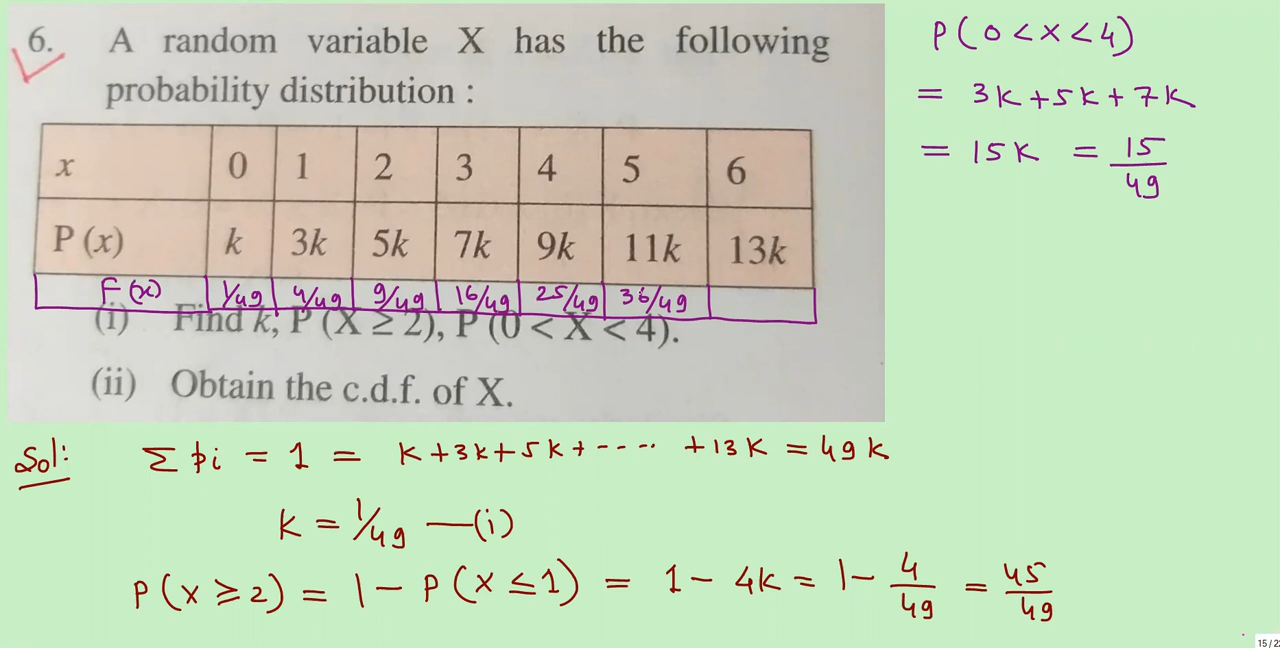 6. A random variable X has the following
probability distribution :
x 0 1 2 3 4 5 6
P (x) k 3k 5k 7k 9k 11k 13k
F(x) 1/49 4/49 9/49 16/49 25/49 36/49
(i) Find k, P (X ≥ 2), P (0 < X < 4).
(ii) Obtain the c.d.f. of X.
P(0<X<4)
= 3K+5K+7K
= 15K = 15/49
Sol: Σpi = 1 = K+3K+5K+----.. +13K = 49K
K = 1/49 —(i)
P(X ≥ 2) = 1 - P(X ≤ 1) = 1 - 4K = 1 - 4/49 = 45/49
15 / 22